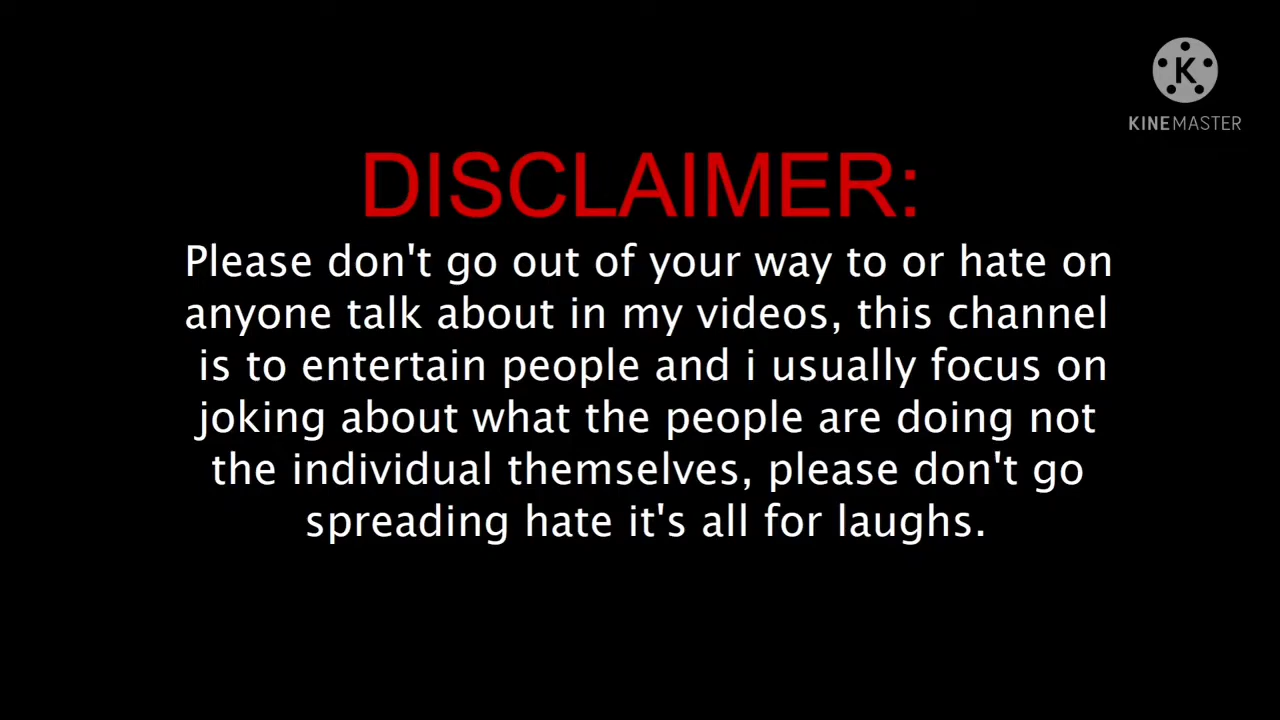 K
KINEMASTER
DISCLAIMER:
Please don't go out of your way to or hate on
anyone talk about in my videos, this channel
is to entertain people and i usually focus on
joking about what the people are doing not
the individual themselves, please don't go
spreading hate it's all for laughs.